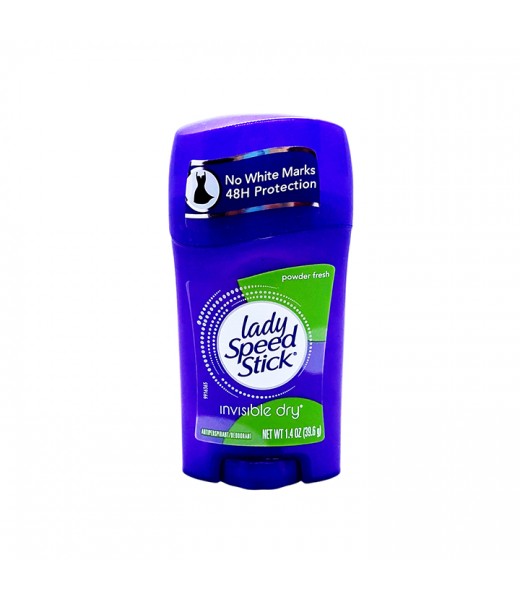 No White Marks
48H Protection
powder fresh
lady
Speed
Stick®
invisible dry®
ANTIPERSPIRANT/DEODORANT
NET WT 1.4 OZ (39.6 g)